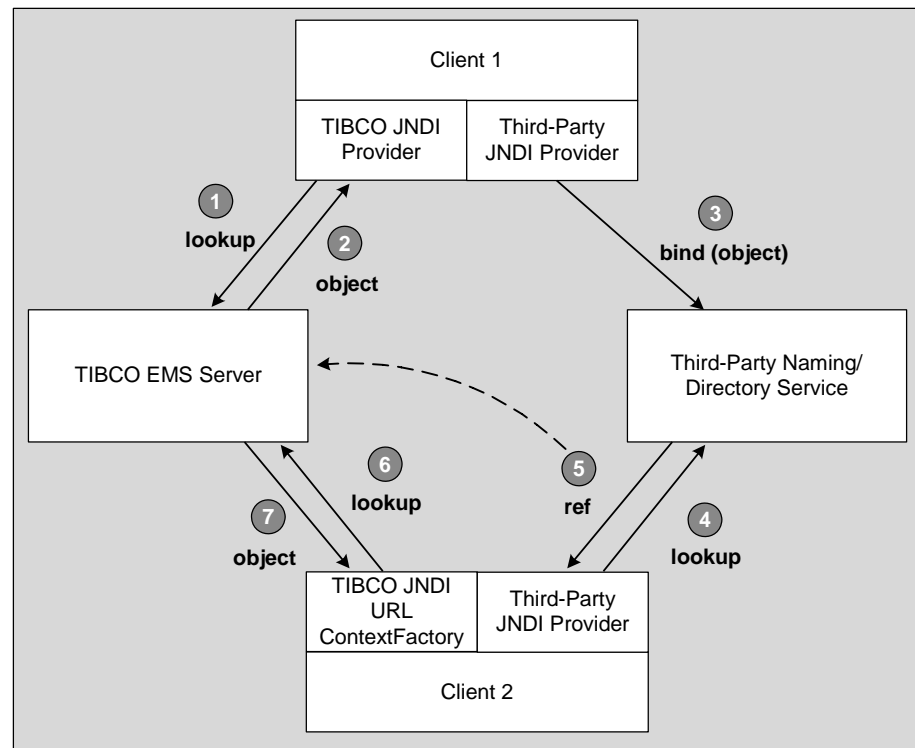 Client 1
TIBCO JNDI
Provider
Third-Party
JNDI Provider
1
lookup
2
object
3
bind (object)
TIBCO EMS Server
Third-Party Naming/
Directory Service
5
ref
6
lookup
7
object
4
lookup
TIBCO JNDI
URL
ContextFactory
Third-Party
JNDI Provider
Client 2